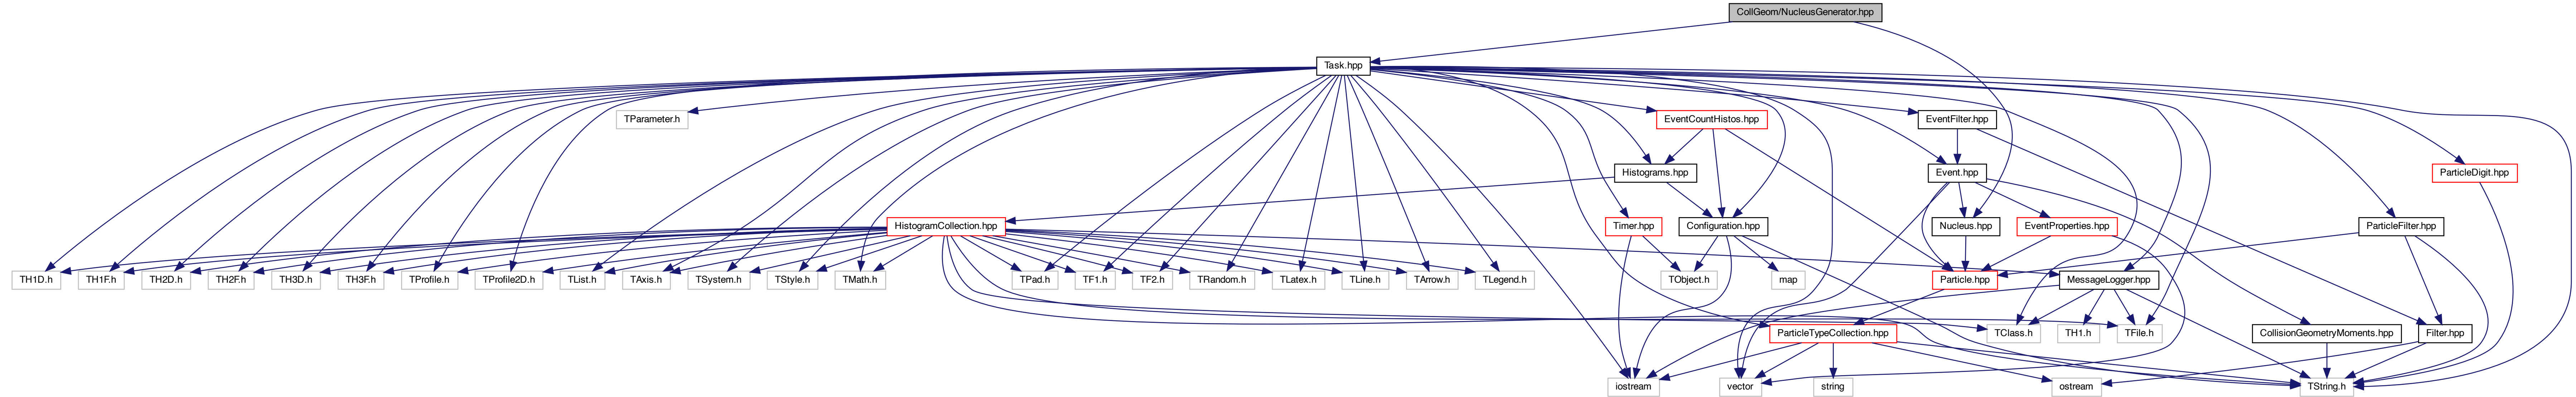 CollGeom/NucleusGenerator.hpp
Task.hpp
TParameter.h
EventCountHistos.hpp
EventFilter.hpp
Histograms.hpp
Event.hpp
ParticleDigit.hpp
HistogramCollection.hpp
Timer.hpp
Configuration.hpp
Nucleus.hpp
EventProperties.hpp
ParticleFilter.hpp
TH1D.h
TH1F.h
TH2D.h
TH2F.h
TH3D.h
TH3F.h
TProfile.h
TProfile2D.h
TList.h
TAxis.h
TSystem.h
TStyle.h
TMath.h
TPad.h
TF1.h
TF2.h
TRandom.h
TLatex.h
TLine.h
TArrow.h
TLegend.h
TObject.h
map
Particle.hpp
MessageLogger.hpp
ParticleTypeCollection.hpp
TClass.h
TH1.h
TFile.h
CollisionGeometryMoments.hpp
Filter.hpp
iostream
vector
string
ostream
TString.h